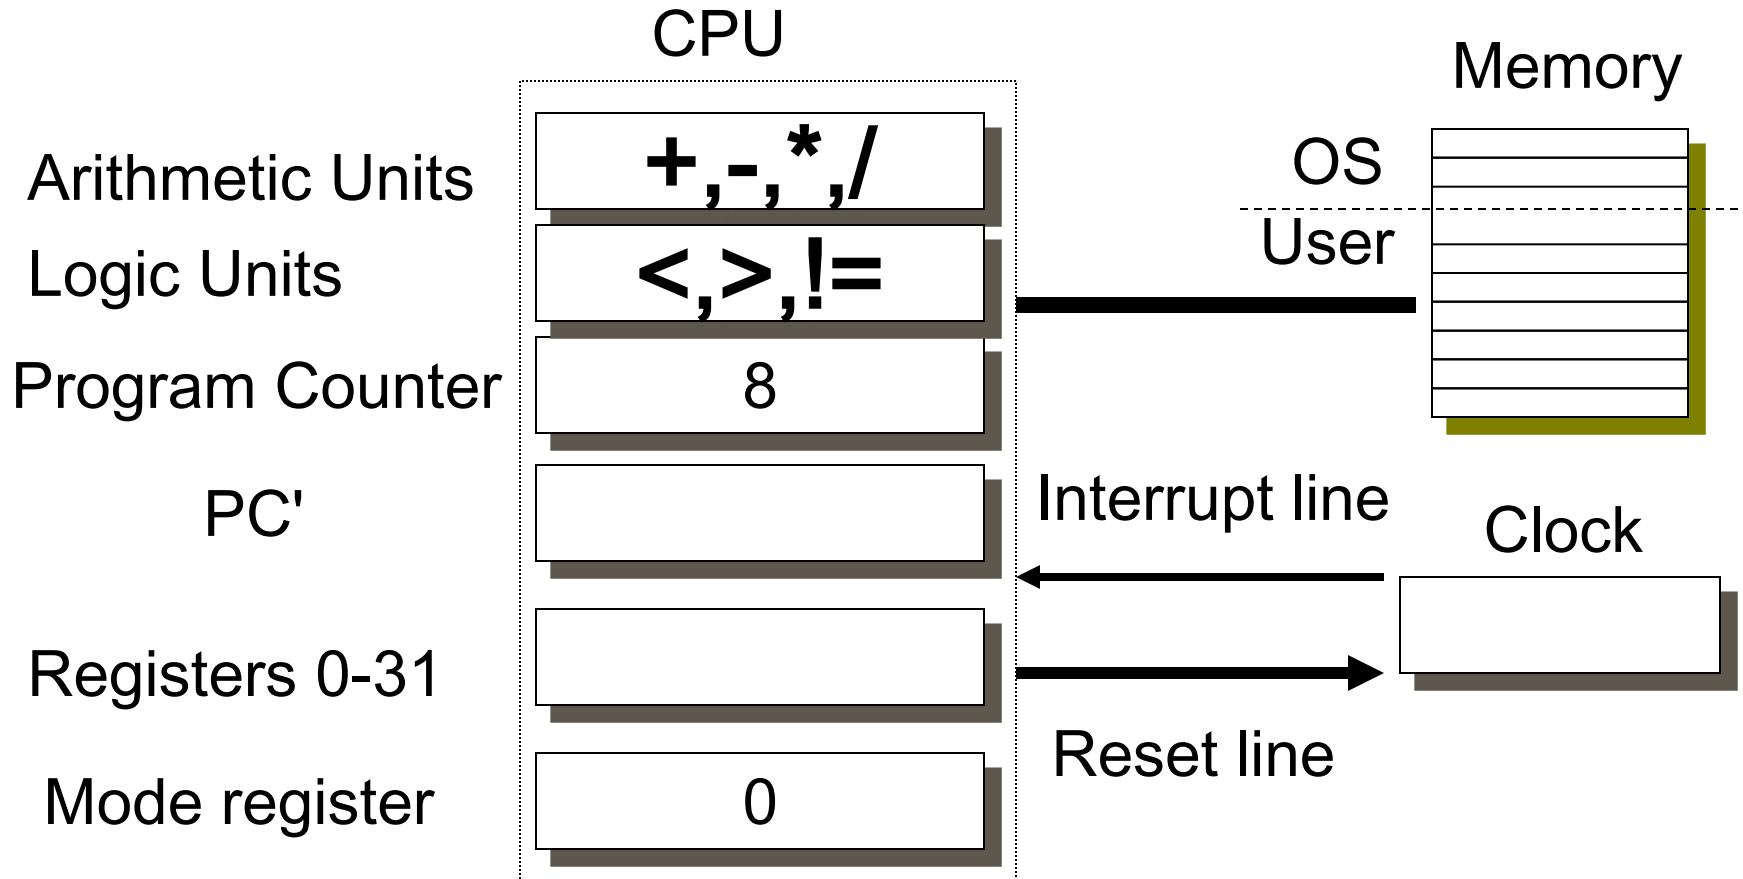 CPU
Memory
Arithmetic Units
+,-,*,/
OS
User
Logic Units
<,>,!=
Program Counter
8
PC'
Interrupt line
Clock
Registers 0-31
Reset line
Mode register
0